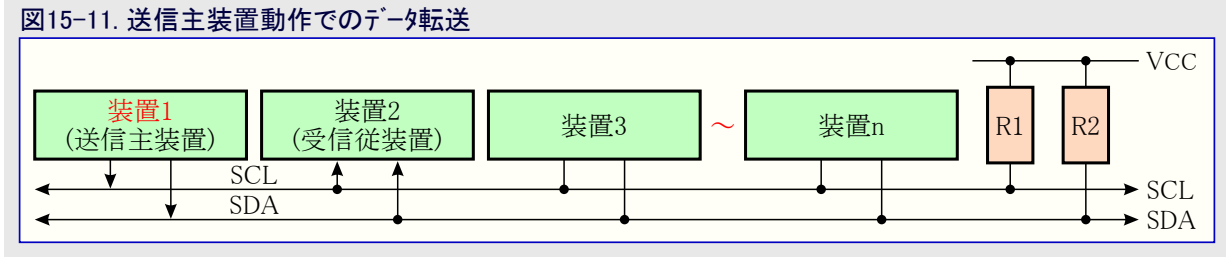 図15-11. 送信主装置動作でのﾃﾞｰﾀ転送
VCC
装置1
(送信主装置)
装置2
(受信従装置)
装置3
～
装置n
R1
R2
SCL
SDA
SCL
SDA